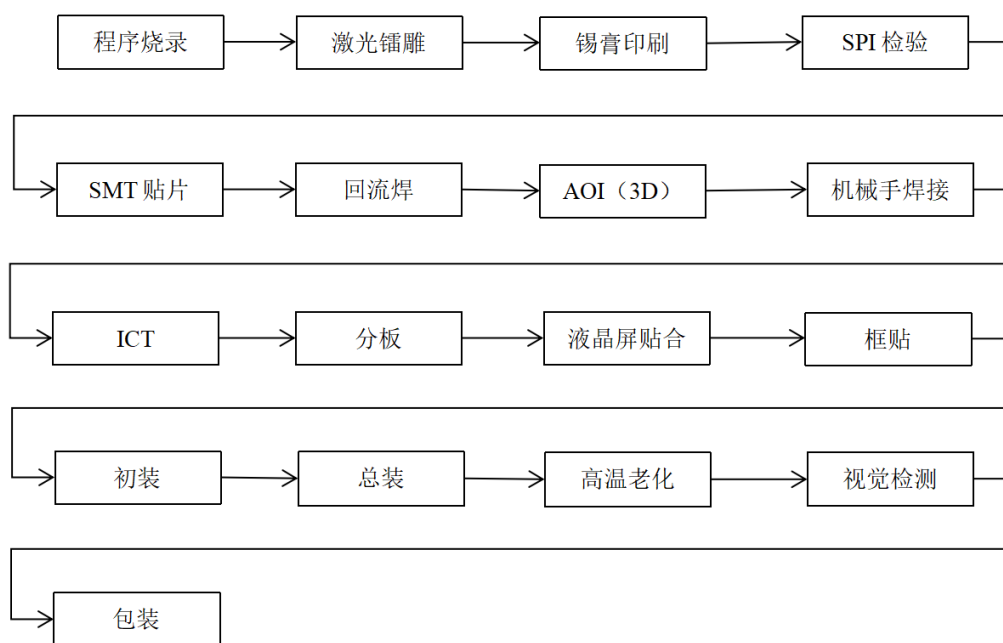 程序烧录
激光镭雕
锡膏印刷
SPI 检验
SMT 贴片
回流焊
AOI（3D）
机械手焊接
ICT
分板
液晶屏贴合
框贴
初装
总装
高温老化
视觉检测
包装